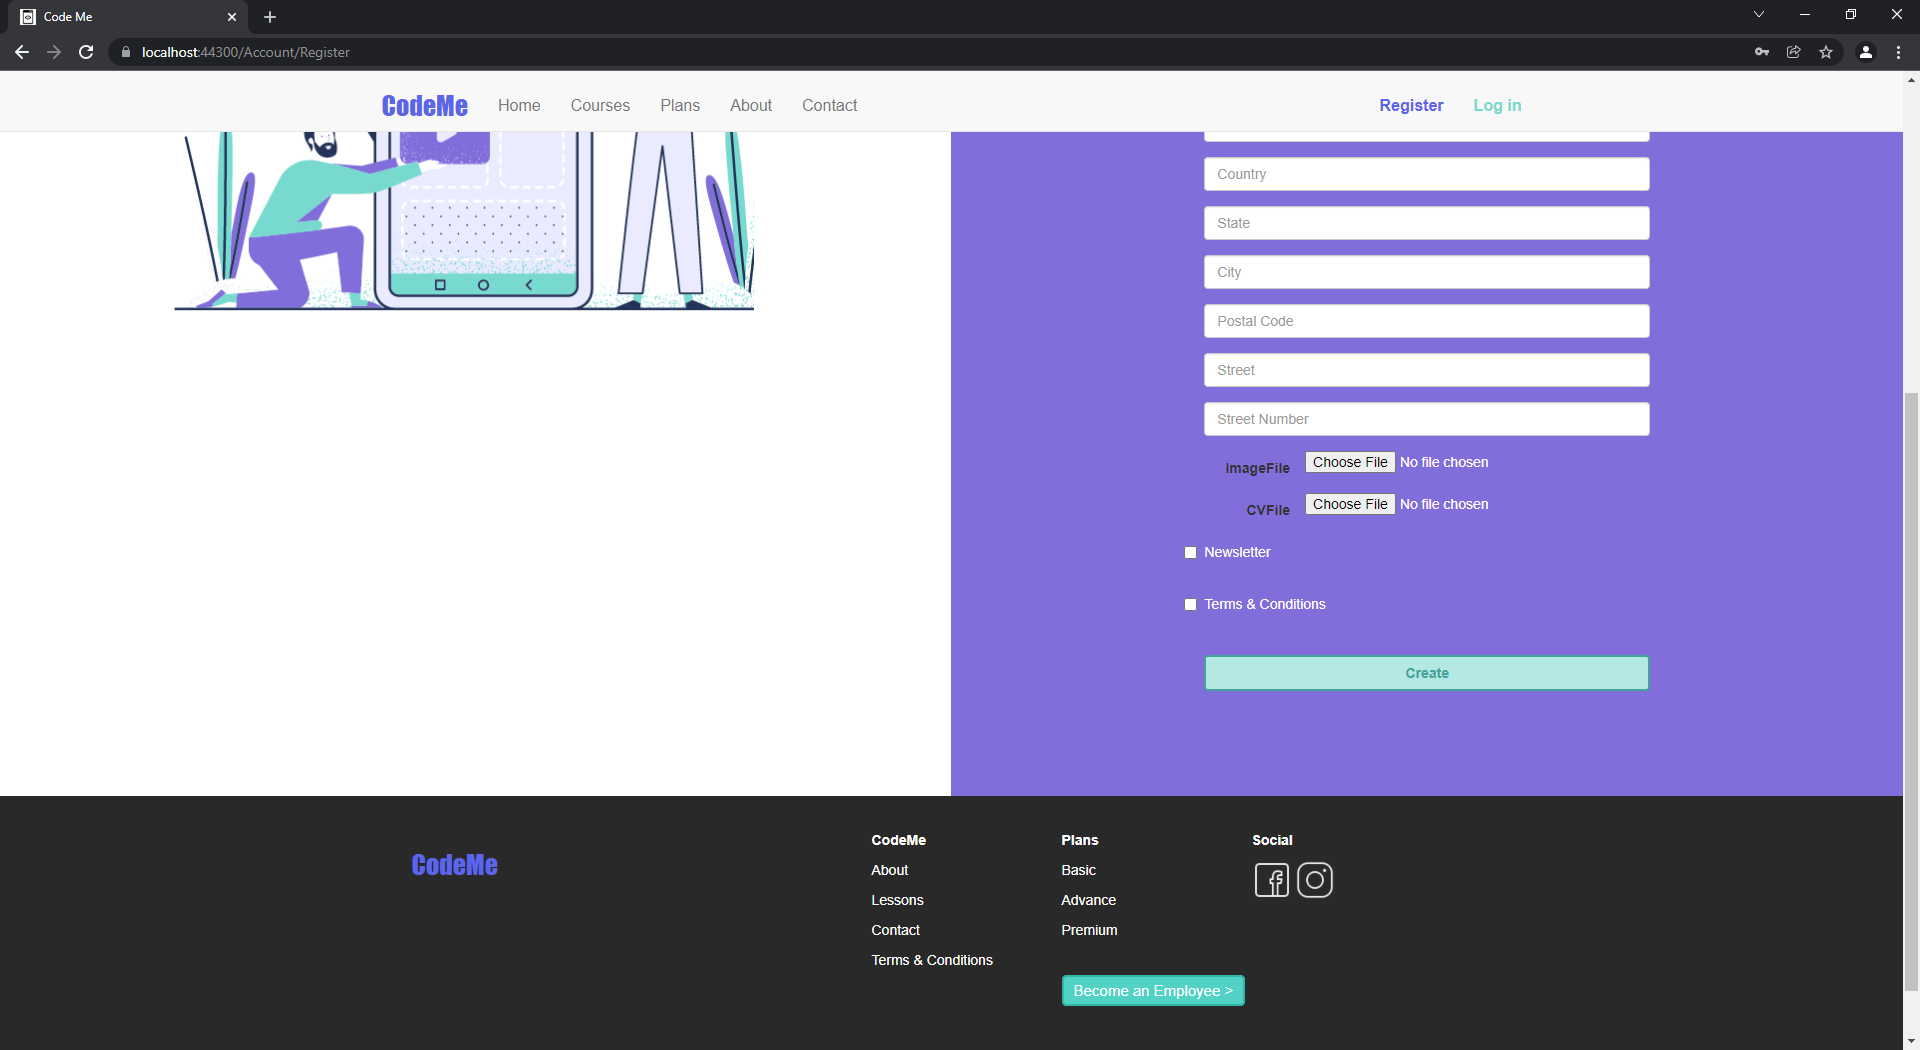 Code Me
localhost:44300/Account/Register
CodeMe Home Courses Plans About Contact Register Log in
Country
State
City
Postal Code
Street
Street Number
ImageFile Choose File No file chosen
CVFile Choose File No file chosen
Newsletter
Terms & Conditions
Create
CodeMe
CodeMe
About
Lessons
Contact
Terms & Conditions
Plans
Basic
Advance
Premium
Become an Employee >
Social